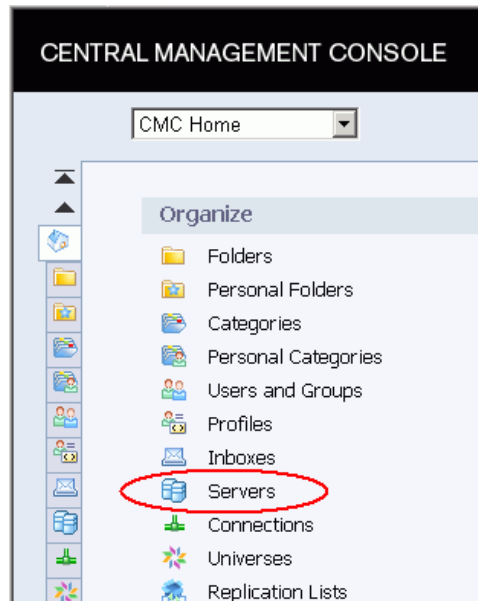 CENTRAL MANAGEMENT CONSOLE
CMC Home
Organize
Folders
Personal Folders
Categories
Personal Categories
Users and Groups
Profiles
Inboxes
Servers
Connections
Universes
Replication Lists